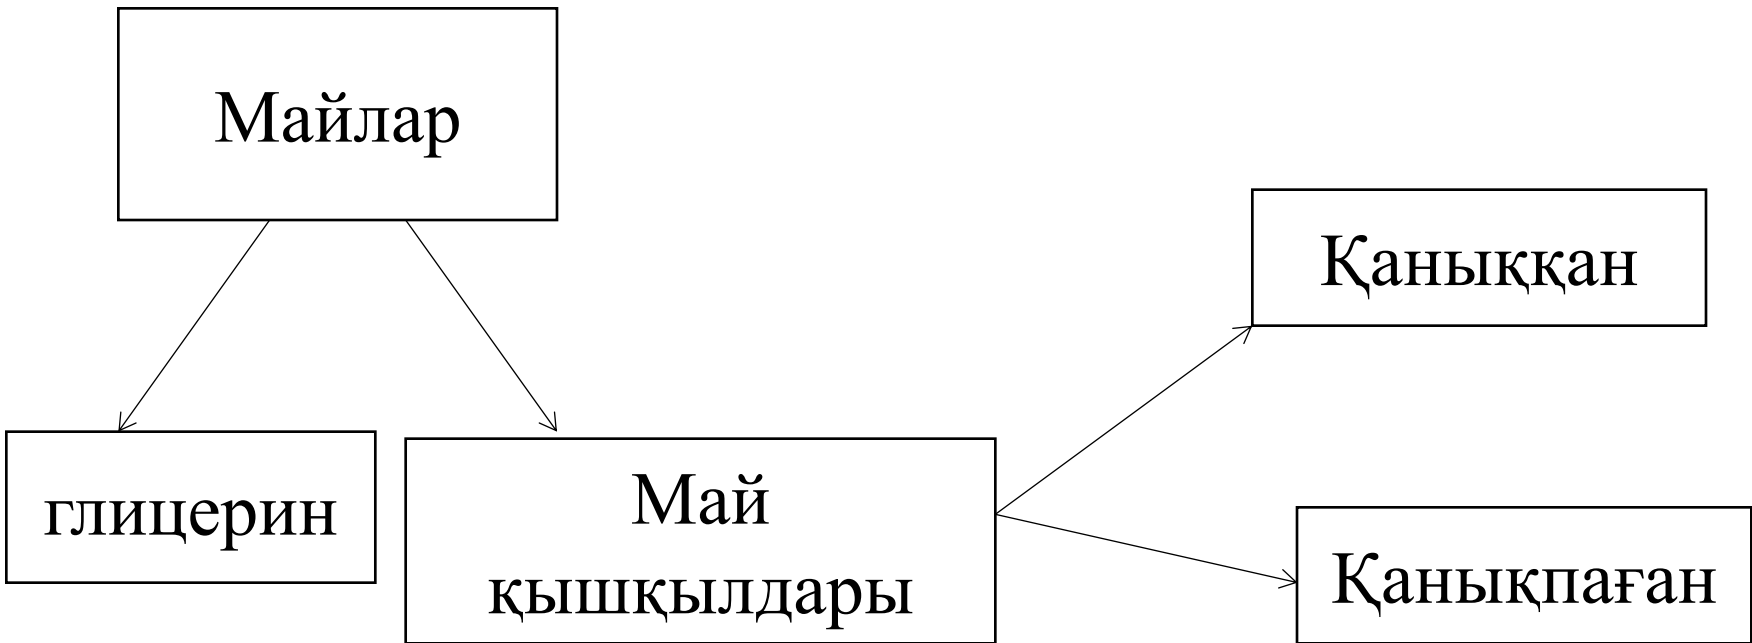 Майлар
Қаныққан
глицерин
Май
қышқылдары
Қанықпаған